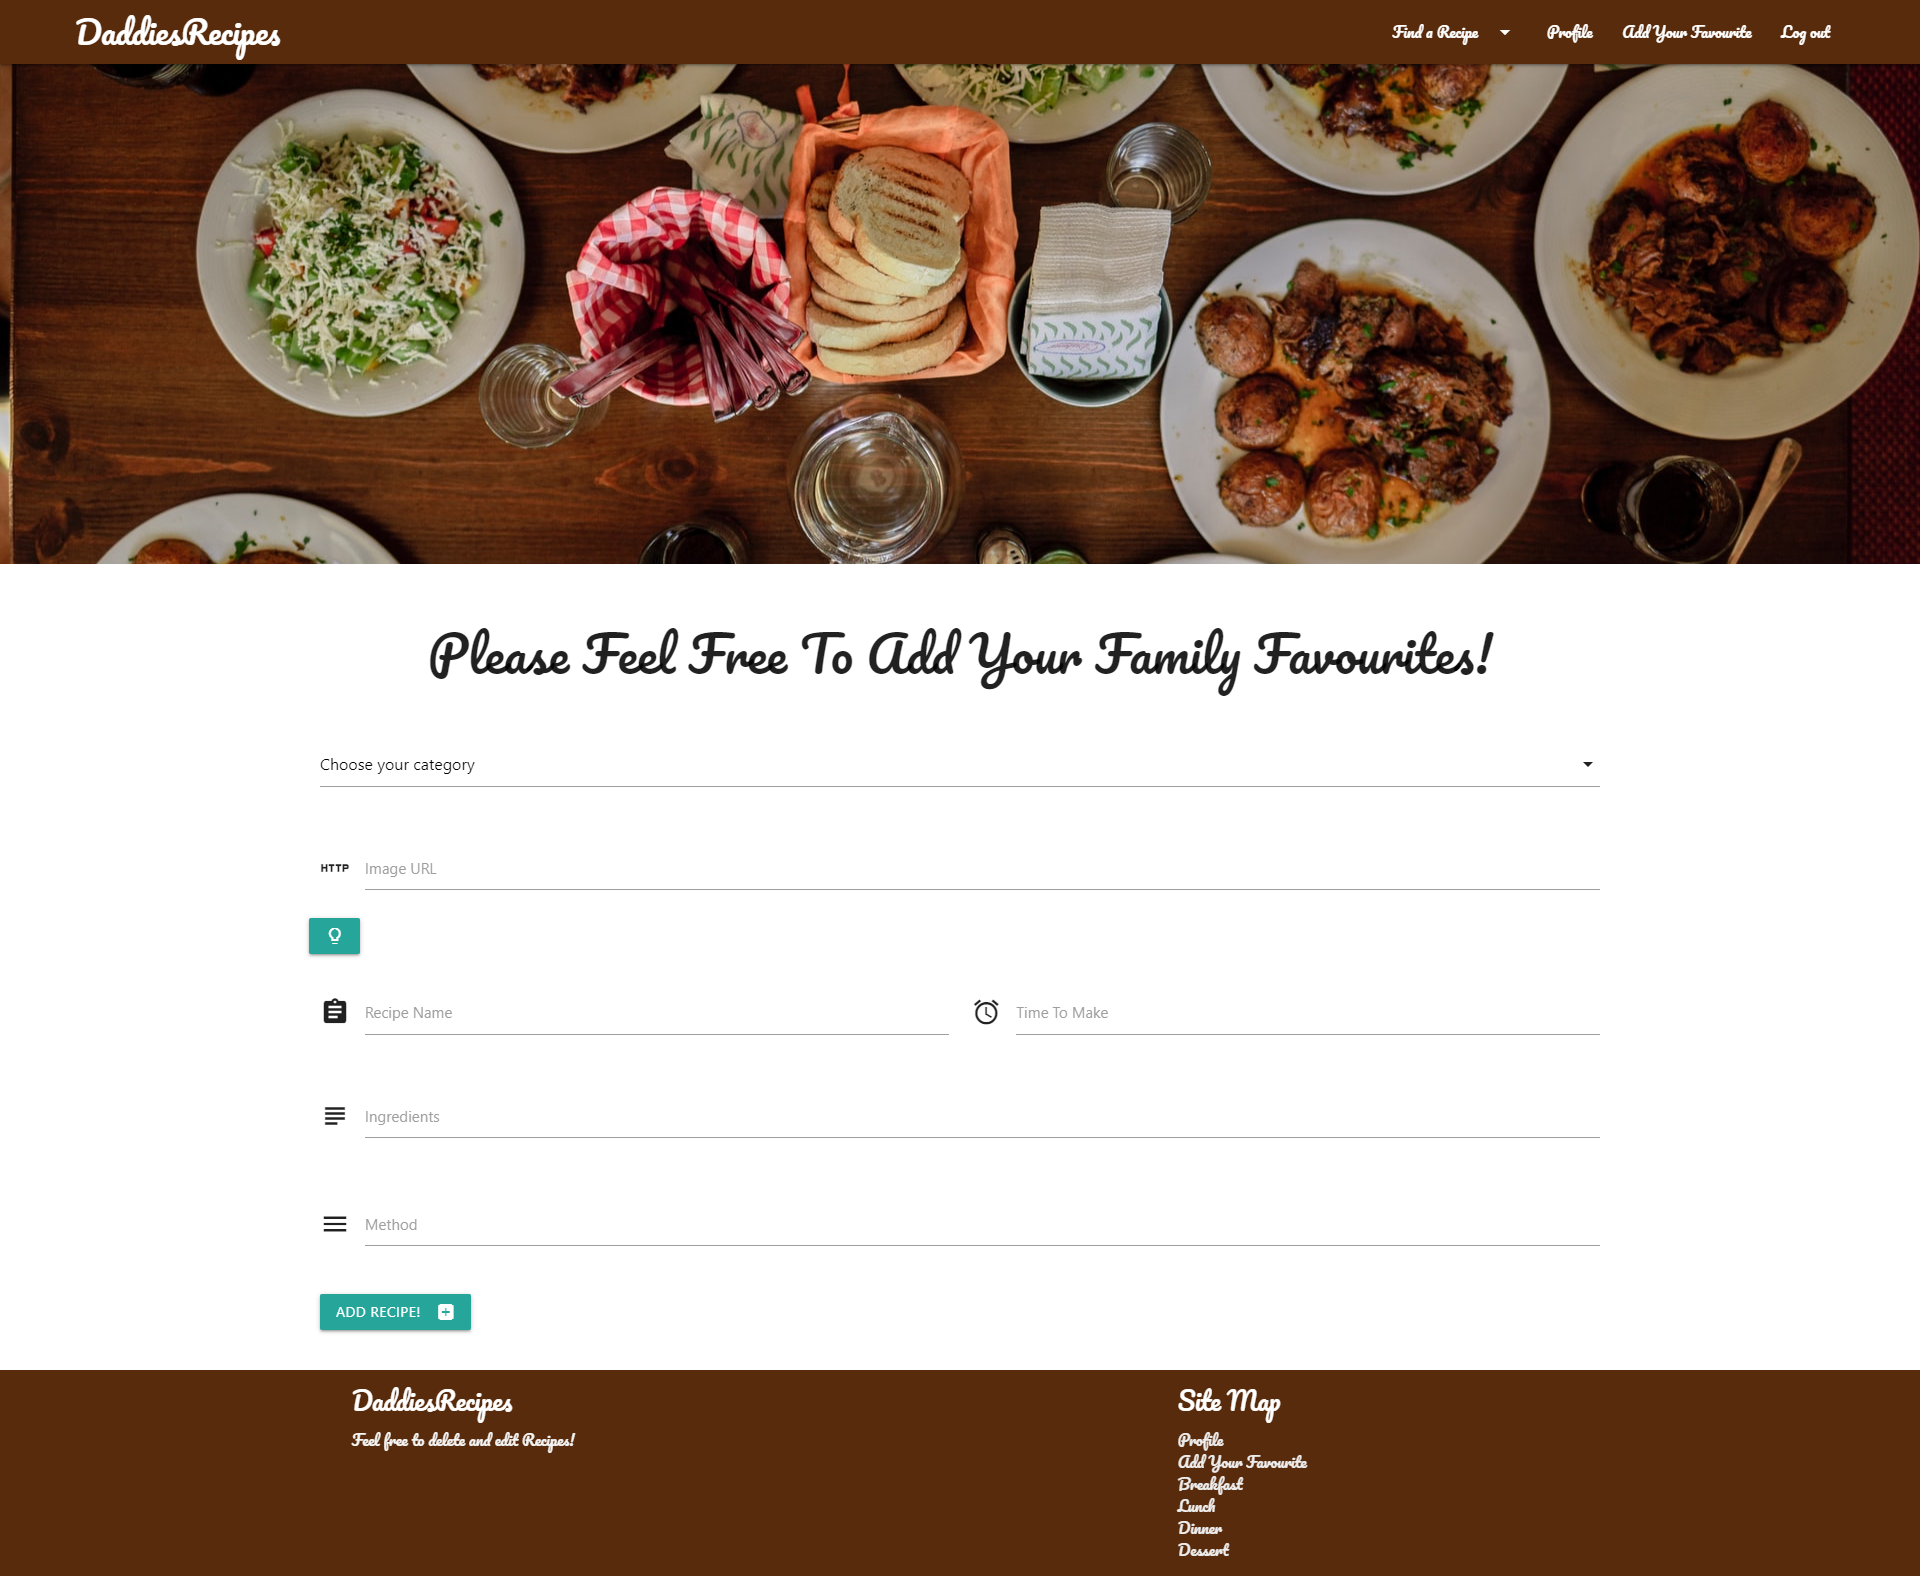 DaddiesRecipes
Find a Recipe
Profile
Add Your Favourite
Log out
Please Feel Free To Add Your Family Favourites!
Choose your category
HTTP
Image URL
Recipe Name
Time To Make
Ingredients
Method
ADD RECIPE!
DaddiesRecipes
Feel free to delete and edit Recipes!
Site Map
Profile
Add Your Favourite
Breakfast
Lunch
Dinner
Dessert